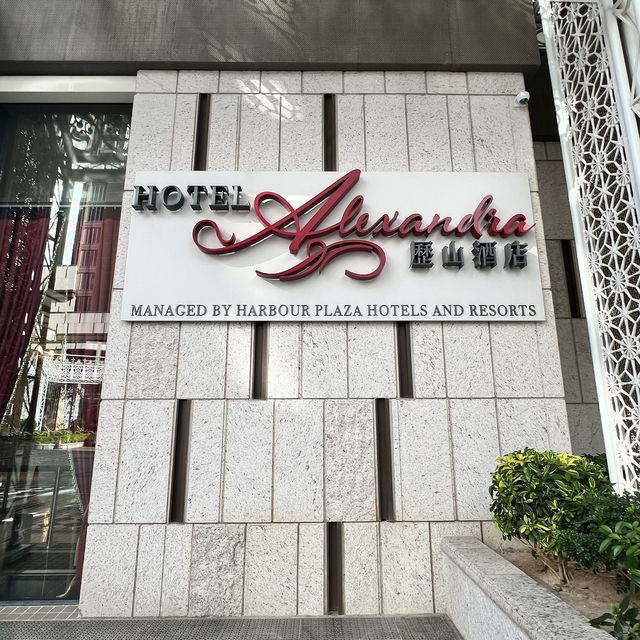 HOTEL Alexandra
歷山酒店
MANAGED BY HARBOUR PLAZA HOTELS AND RESORTS